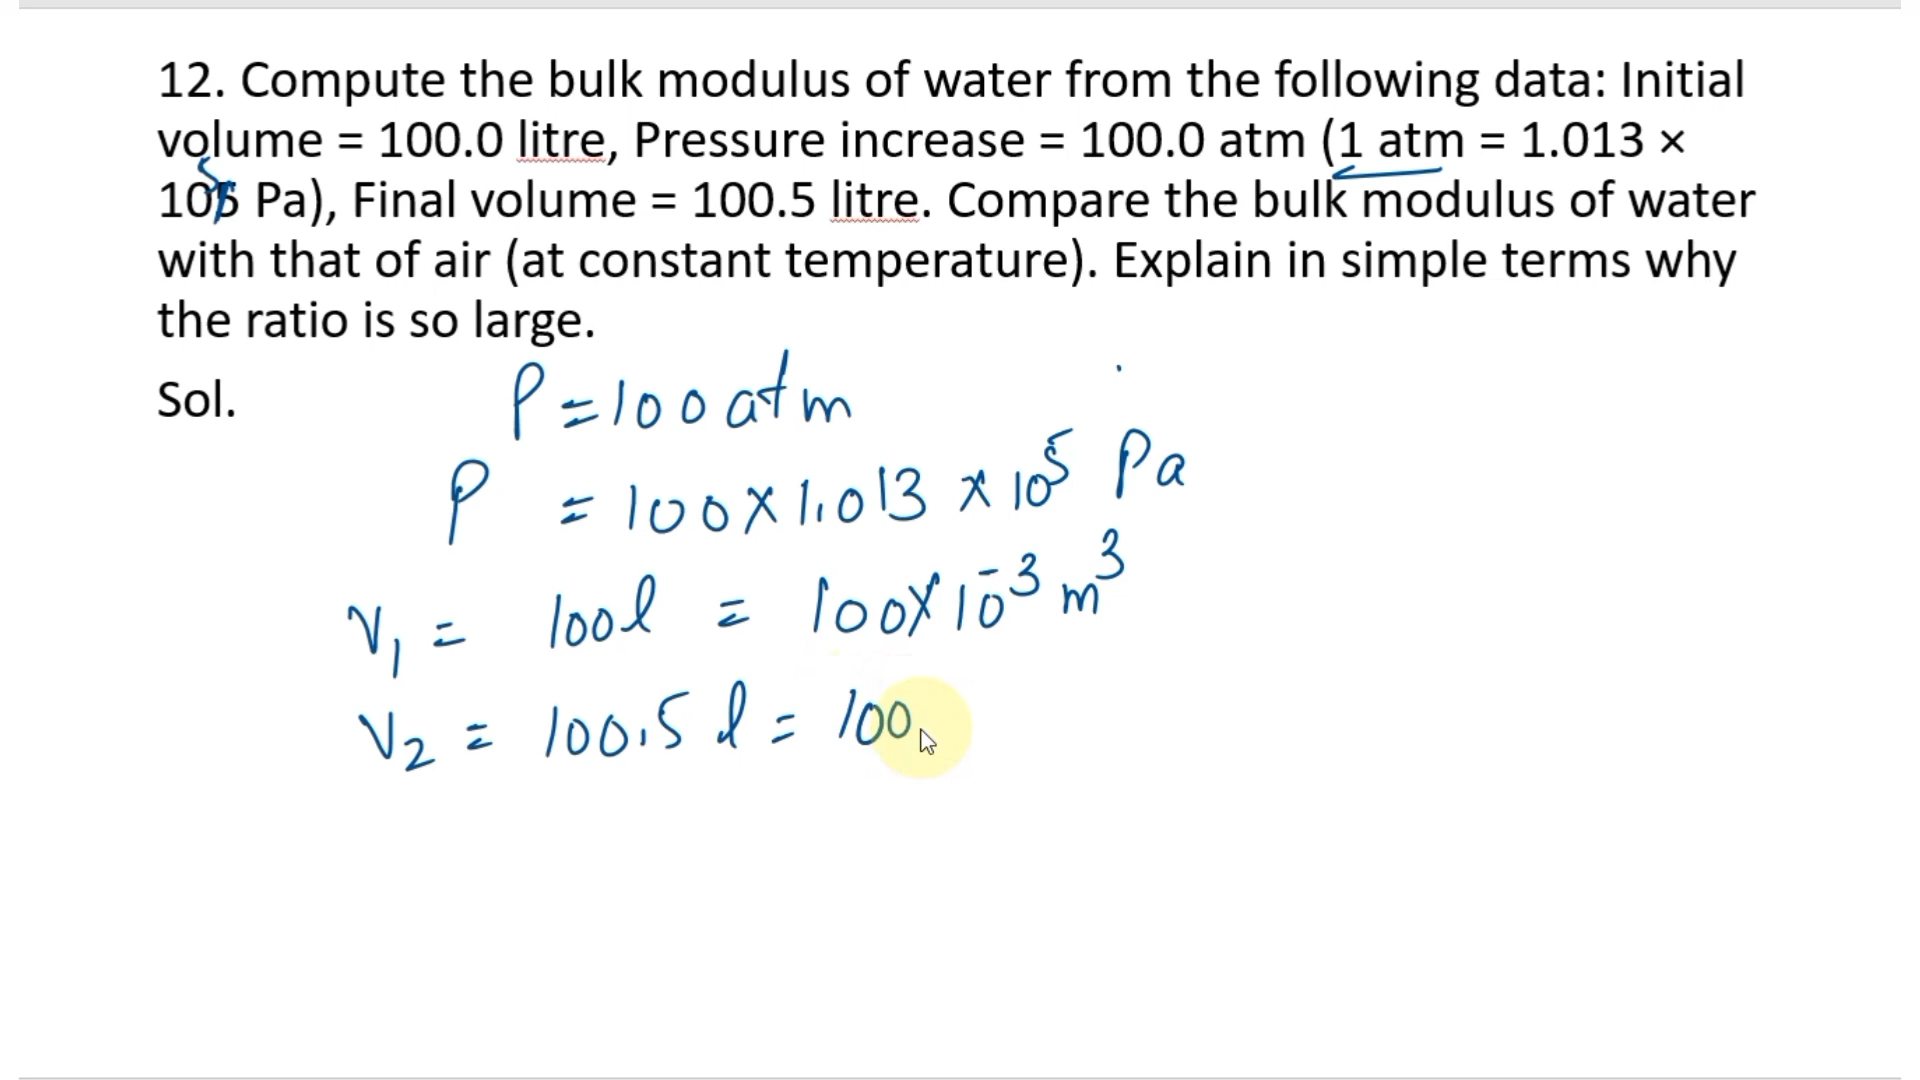 12. Compute the bulk modulus of water from the following data: Initial
volume = 100.0 litre, Pressure increase = 100.0 atm (1 atm = 1.013 ×
10⁵ Pa), Final volume = 100.5 litre. Compare the bulk modulus of water
with that of air (at constant temperature). Explain in simple terms why
the ratio is so large.
Sol.
P = 100 atm
P = 100 × 1.013 × 10⁵ Pa
V₁ = 100 l = 100 × 10⁻³ m³
V₂ = 100.5 l = 100.